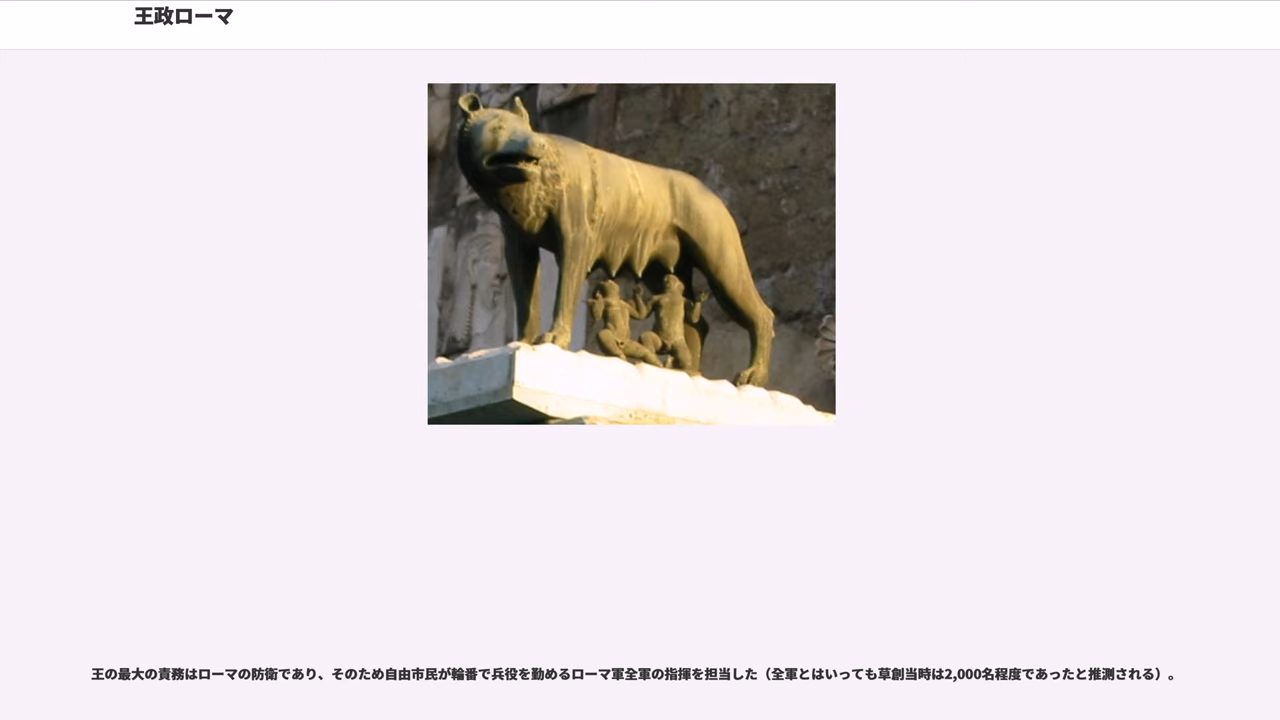 王政ローマ
王の最大の責務はローマの防衛であり、そのため自由市民が輪番で兵役を勤めるローマ軍全軍の指揮を担当した（全軍とはいっても草創当時は2,000名程度であったと推測される）。